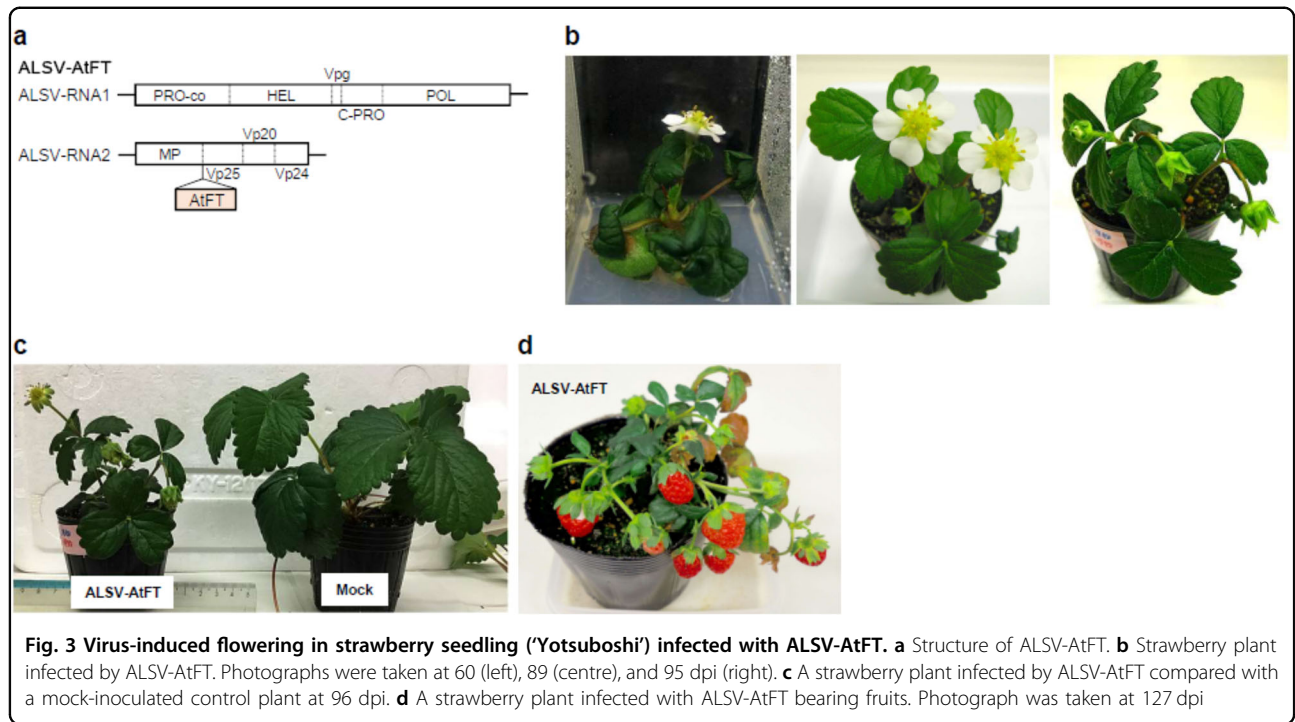 a
ALSV-AtFT
ALSV-RNA1
PRO-co
HEL
Vpg
C-PRO
POL
ALSV-RNA2
MP
Vp25
Vp20
Vp24
AtFT
b
c
KY-12
ALSV-AtFT
Mock
d
ALSV-AtFT
Fig. 3 Virus-induced flowering in strawberry seedling (‘Yotsuboshi’) infected with ALSV-AtFT. a Structure of ALSV-AtFT. b Strawberry plant
infected by ALSV-AtFT. Photographs were taken at 60 (left), 89 (centre), and 95 dpi (right). c A strawberry plant infected by ALSV-AtFT compared with
a mock-inoculated control plant at 96 dpi. d A strawberry plant infected with ALSV-AtFT bearing fruits. Photograph was taken at 127 dpi